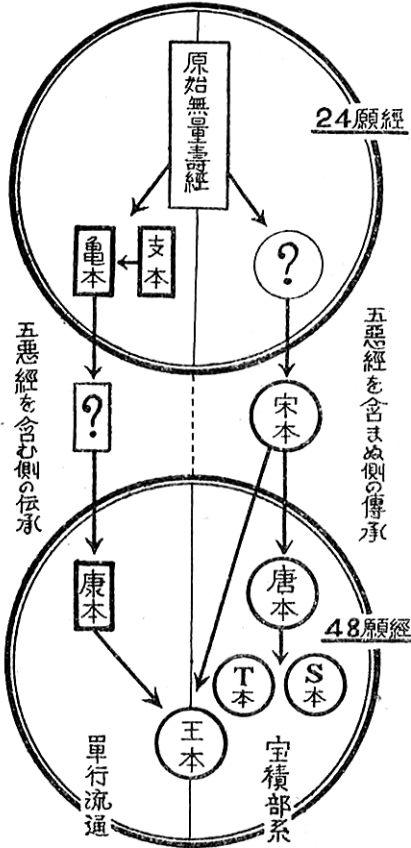 原始無量壽經
24願經
亀本
支本
?
五悪經を含む側の伝承
五惡經を含まぬ側の傳承
?
宋本
康本
唐本
48願經
T本
S本
王本
單行流通
宝積部系